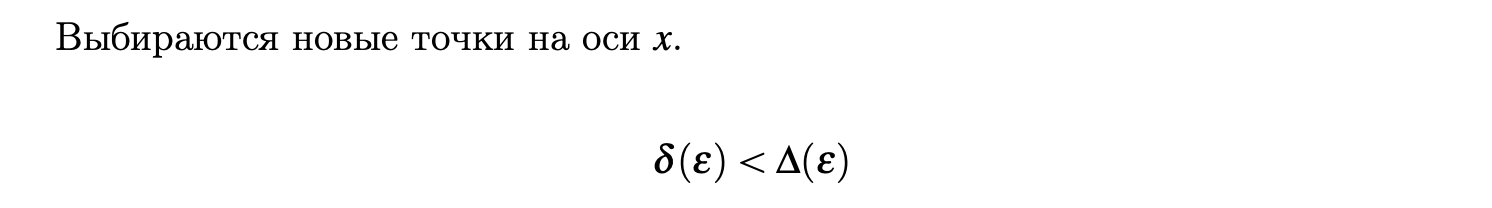 Выбираются новые точки на оси x.
δ(ε) < Δ(ε)